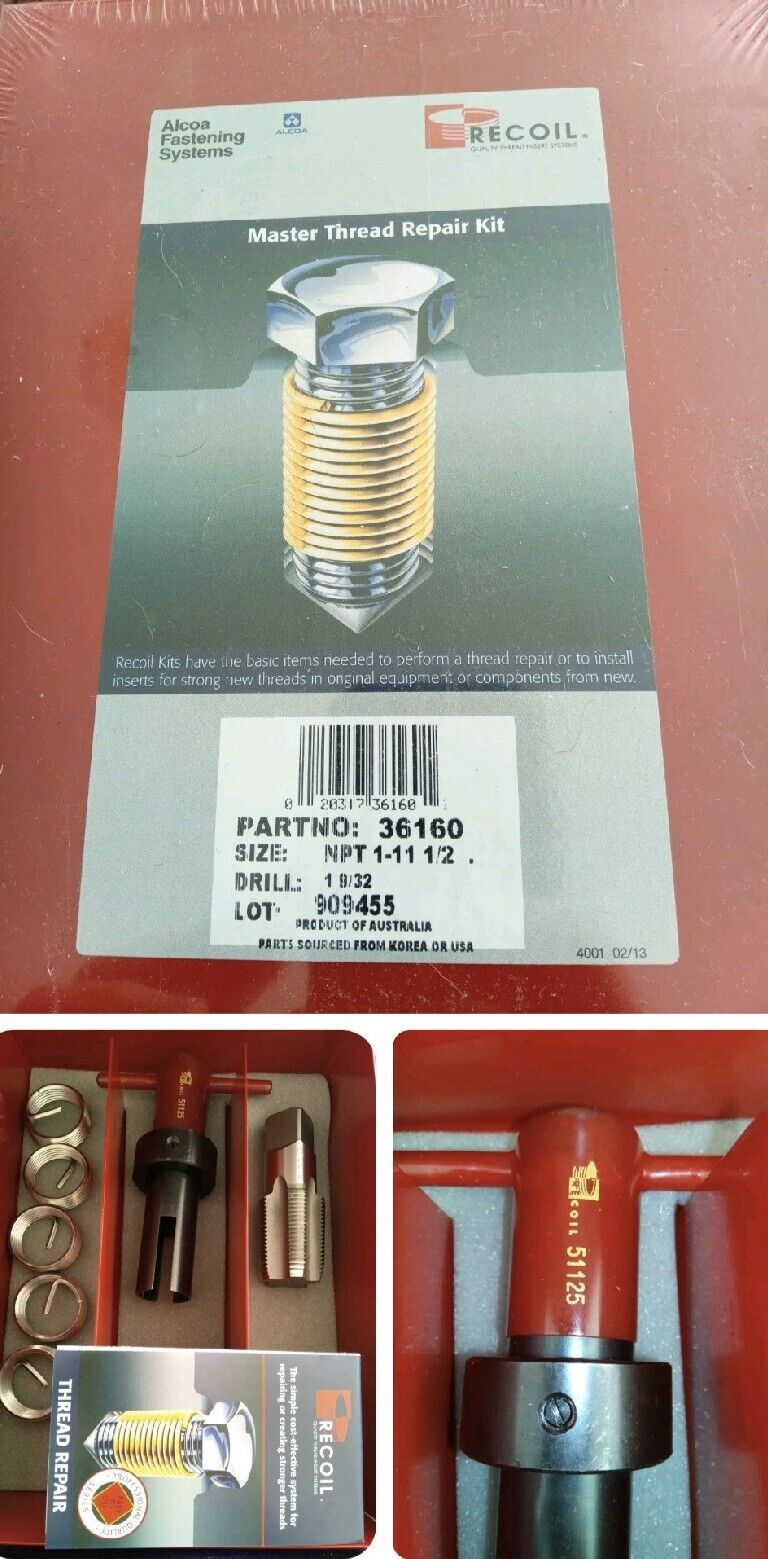 Alcoa
Fastening
Systems
ALCOA
RECOIL®
QUALITY THREAD INSERT SYSTEMS
Master Thread Repair Kit
Recoil Kits have the basic items needed to perform a thread repair or to install
inserts for strong new threads in original equipment or components from new.
0 20317 36160
PARTNO: 36160
SIZE: NPT 1-11 1/2 .
DRILL: 1 9/32
LOT: 909455
PRODUCT OF AUSTRALIA
PARTS SOURCED FROM KOREA OR USA
4001 02/13
RECOIL 51125
RECOIL®
The simple cost-effective system for
repairing or creating stronger threads
THREAD REPAIR
PROFESSIONAL QUALITY
SERIES
RECOIL 51125